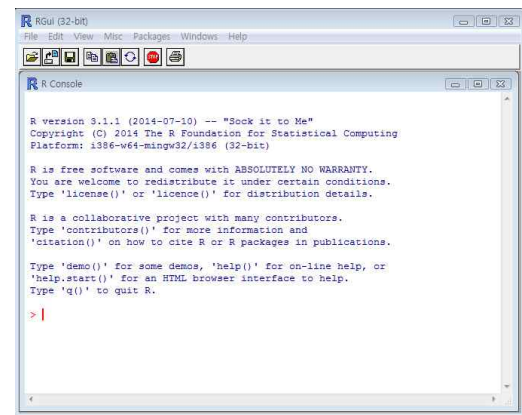 RGui (32-bit)
File Edit View Misc Packages Windows Help
STOP
R Console
R version 3.1.1 (2014-07-10) -- "Sock it to Me"
Copyright (C) 2014 The R Foundation for Statistical Computing
Platform: i386-w64-mingw32/i386 (32-bit)
R is free software and comes with ABSOLUTELY NO WARRANTY.
You are welcome to redistribute it under certain conditions.
Type 'license()' or 'licence()' for distribution details.
R is a collaborative project with many contributors.
Type 'contributors()' for more information and
'citation()' on how to cite R or R packages in publications.
Type 'demo()' for some demos, 'help()' for on-line help, or
'help.start()' for an HTML browser interface to help.
Type 'q()' to quit R.
>